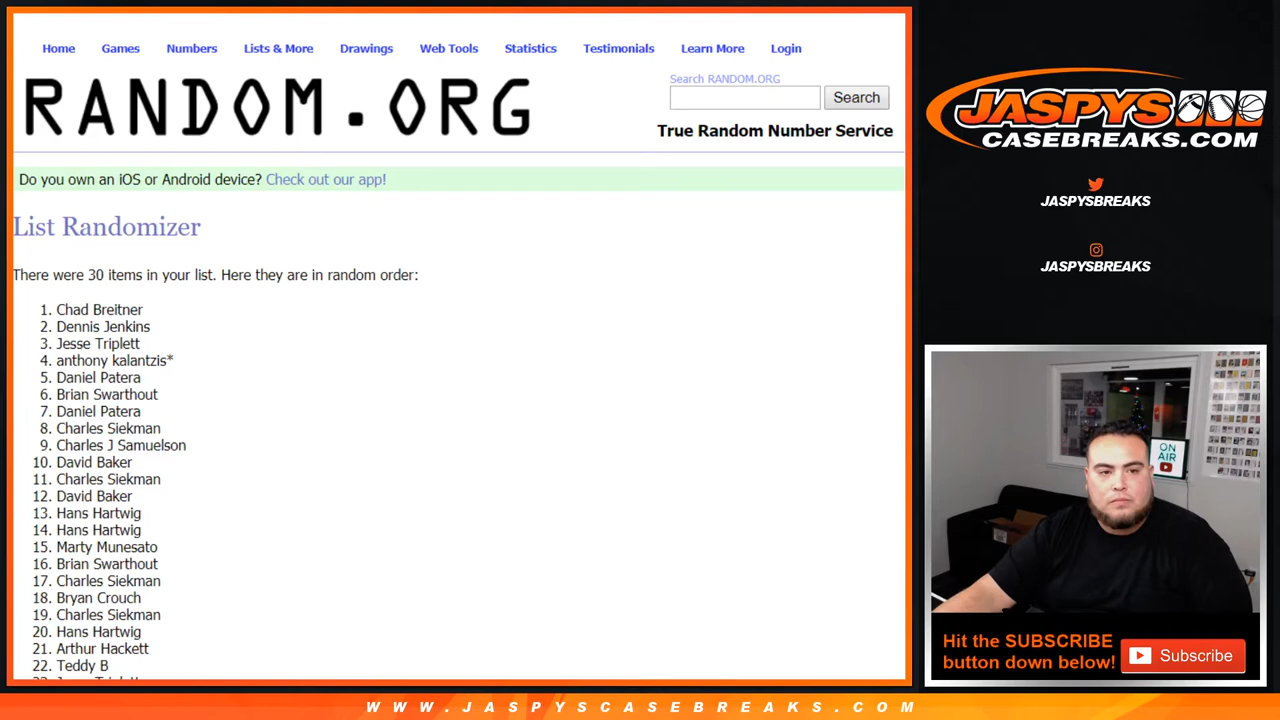 Home Games Numbers Lists & More Drawings Web Tools Statistics Testimonials Learn More Login
RANDOM.ORG
Search RANDOM.ORG
Search
True Random Number Service
Do you own an iOS or Android device? Check out our app!
List Randomizer
There were 30 items in your list. Here they are in random order:
1. Chad Breitner
2. Dennis Jenkins
3. Jesse Triplett
4. anthony kalantzis*
5. Daniel Patera
6. Brian Swarthout
7. Daniel Patera
8. Charles Siekman
9. Charles J Samuelson
10. David Baker
11. Charles Siekman
12. David Baker
13. Hans Hartwig
14. Hans Hartwig
15. Marty Munesato
16. Brian Swarthout
17. Charles Siekman
18. Bryan Crouch
19. Charles Siekman
20. Hans Hartwig
21. Arthur Hackett
22. Teddy B
JASPYS
CASEBREAKS.COM
JASPYSBREAKS
JASPYSBREAKS
ON
AIR
Hit the SUBSCRIBE
button down below!
Subscribe
WWW.JASPYSCASEBREAKS.COM